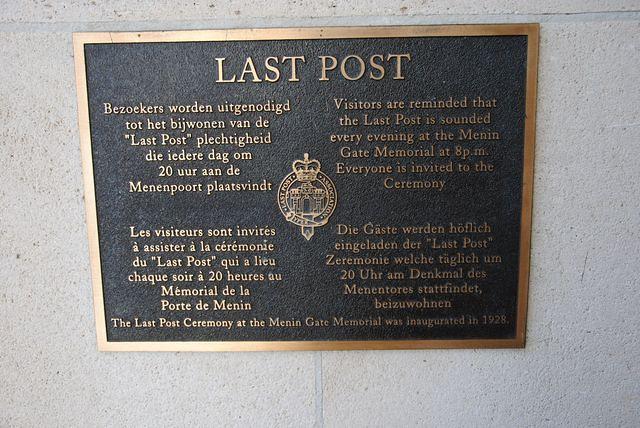 LAST POST
Bezoekers worden uitgenodigd
tot het bijwonen van de
"Last Post" plechtigheid
die iedere dag om
20 uur aan de
Menenpoort plaatsvindt
Visitors are reminded that
the Last Post is sounded
every evening at the Menin
Gate Memorial at 8p.m.
Everyone is invited to the
Ceremony
LAST POST ASSOCIATION
Les visiteurs sont invités
à assister à la cérémonie
du "Last Post" qui a lieu
chaque soir à 20 heures au
Mémorial de la
Porte de Menin
Die Gäste werden höflich
eingeladen der "Last Post"
Zeremonie welche täglich um
20 Uhr am Denkmal des
Menentores stattfindet,
beizuwohnen
The Last Post Ceremony at the Menin Gate Memorial was inaugurated in 1928.